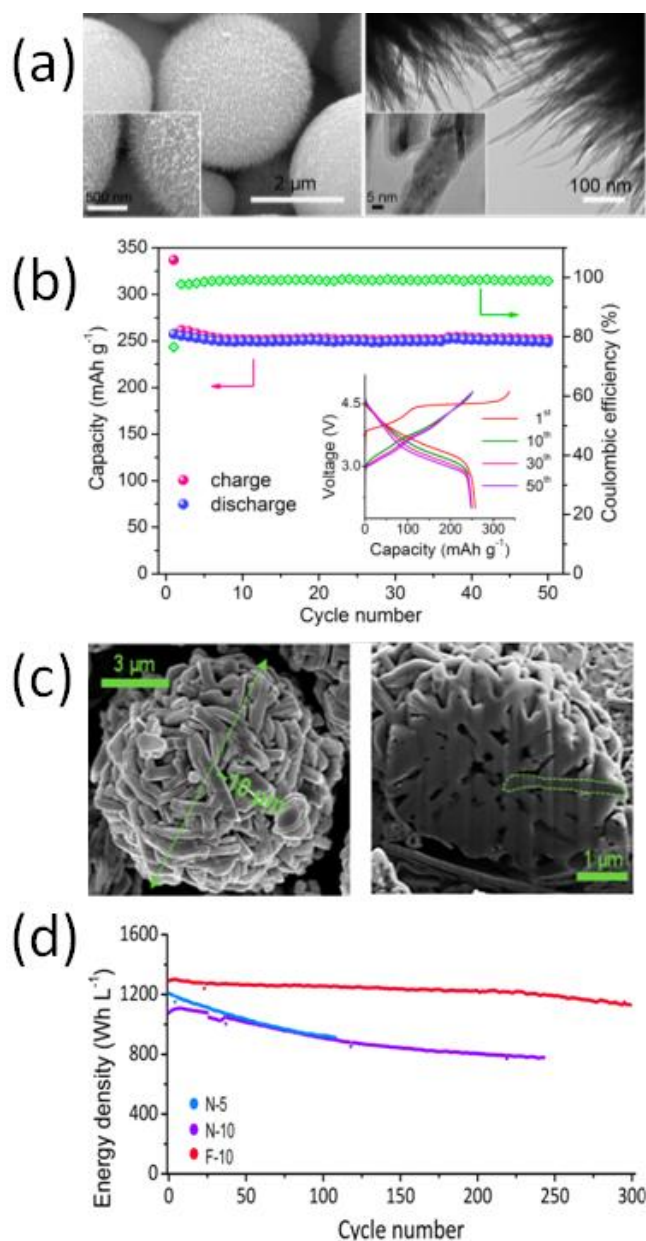 (a)
500 nm
2 μm
5 nm
100 nm
(b)
350
300
250
200
150
100
50
0
Capacity (mAh g⁻¹)
100
80
60
40
20
0
Coulombic efficiency (%)
charge
discharge
4.5
3.0
Voltage (V)
1st
10th
30th
50th
0 100 200 300
Capacity (mAh g⁻¹)
0 10 20 30 40 50
Cycle number
(c)
3 μm
~10 μm
1 μm
(d)
1600
1200
800
400
0
Energy density (Wh L⁻¹)
N-5
N-10
F-10
0 50 100 150 200 250 300
Cycle number